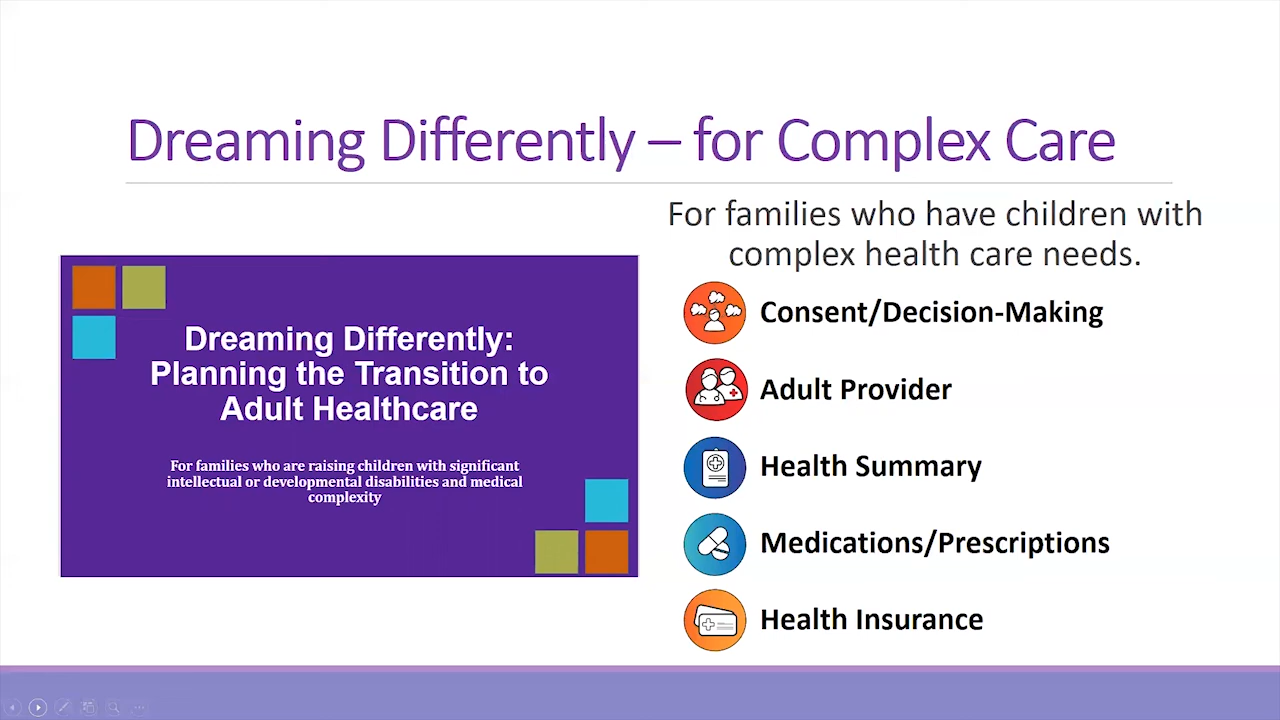 Dreaming Differently – for Complex Care
For families who have children with
complex health care needs.
Dreaming Differently:
Planning the Transition to
Adult Healthcare
For families who are raising children with significant
intellectual or developmental disabilities and medical
complexity
Consent/Decision-Making
Adult Provider
Health Summary
Medications/Prescriptions
Health Insurance